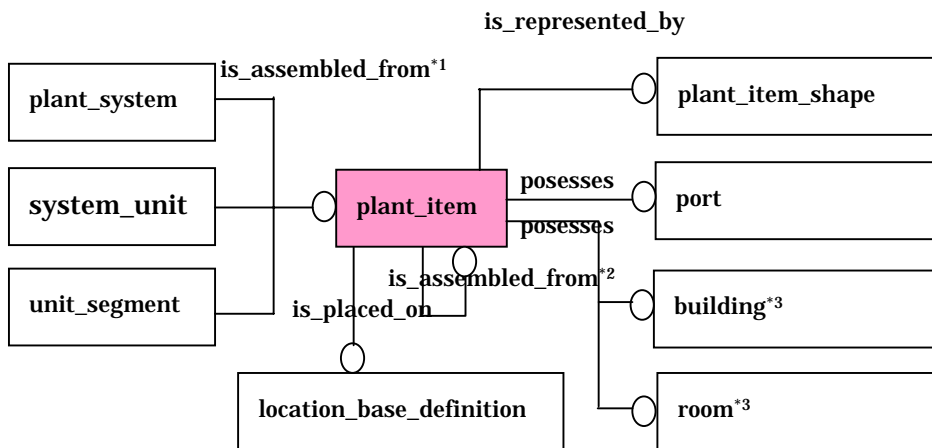 is_represented_by
is_assembled_from*1
plant_system
plant_item_shape
system_unit
plant_item
posesses
port
posesses
is_assembled_from*2
unit_segment
is_placed_on
building*3
location_base_definition
room*3